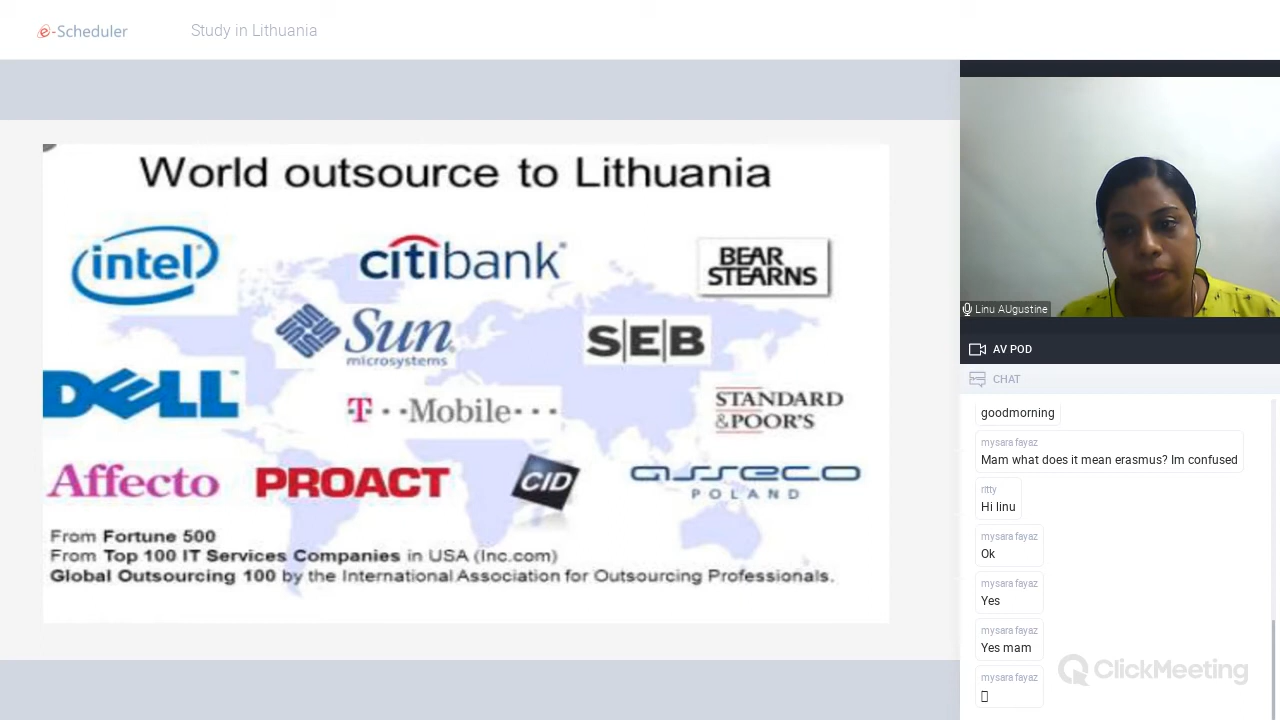 e-Scheduler
Study in Lithuania
World outsource to Lithuania
intel
citibank
BEAR
STEARNS
Sun
microsystems
S|E|B
DELL
T··Mobile···
STANDARD
&POOR'S
Affecto
PROACT
CID
asseco
POLAND
From Fortune 500
From Top 100 IT Services Companies in USA (Inc.com)
Global Outsourcing 100 by the International Association for Outsourcing Professionals.
Linu AUgustine
AV POD
CHAT
goodmorning
mysara fayaz
Mam what does it mean erasmus? Im confused
ritty
Hi linu
mysara fayaz
Ok
mysara fayaz
Yes
mysara fayaz
Yes mam
mysara fayaz
ClickMeeting